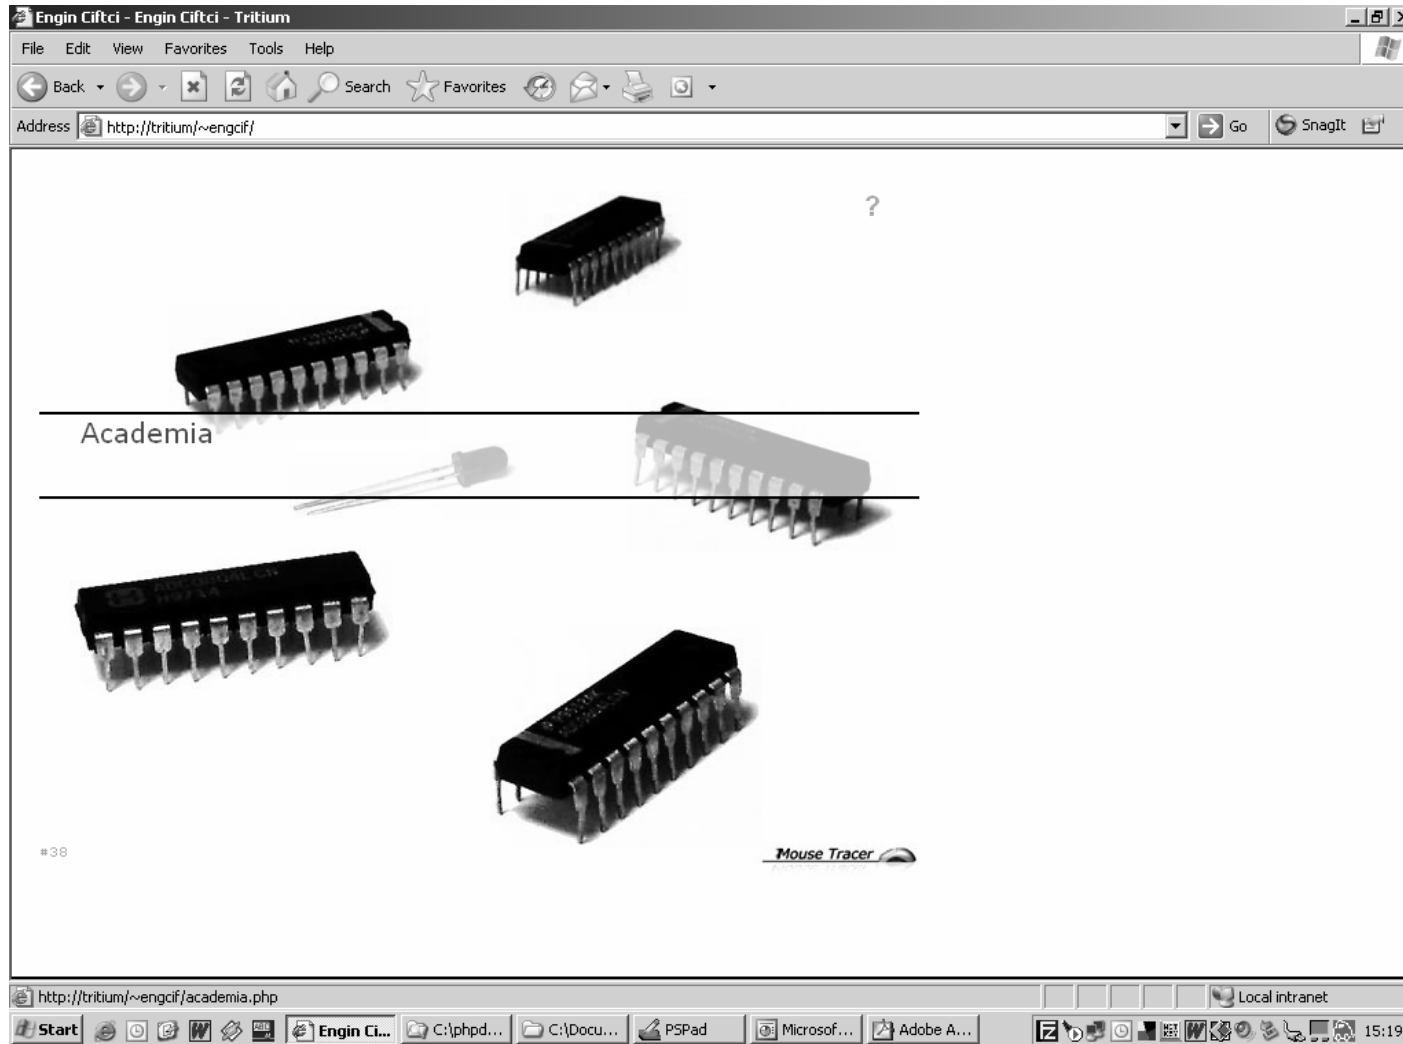 Engin Ciftci - Engin Ciftci - Tritium
File Edit View Favorites Tools Help
Back Search Favorites
Address http://tritium/~engcif/ Go SnagIt
?
Academia
#38
Mouse Tracer
http://tritium/~engcif/academia.php Local intranet
Start Engin Ci... C:\phpd... C:\Docu... PSPad Microsof... Adobe A... 15:19